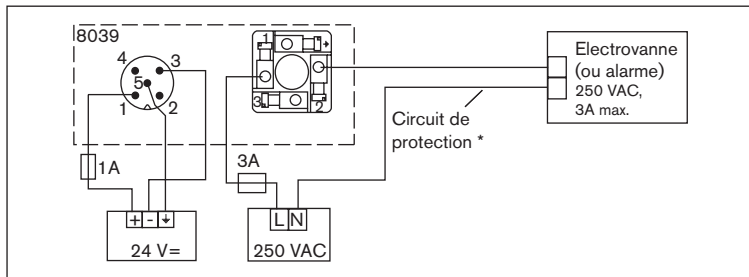 8039
4
3
5
1
2
1
3
2
1A
3A
+ -
24 V=
L N
250 VAC
Circuit de
protection *
Electrovanne
(ou alarme)
250 VAC,
3A max.